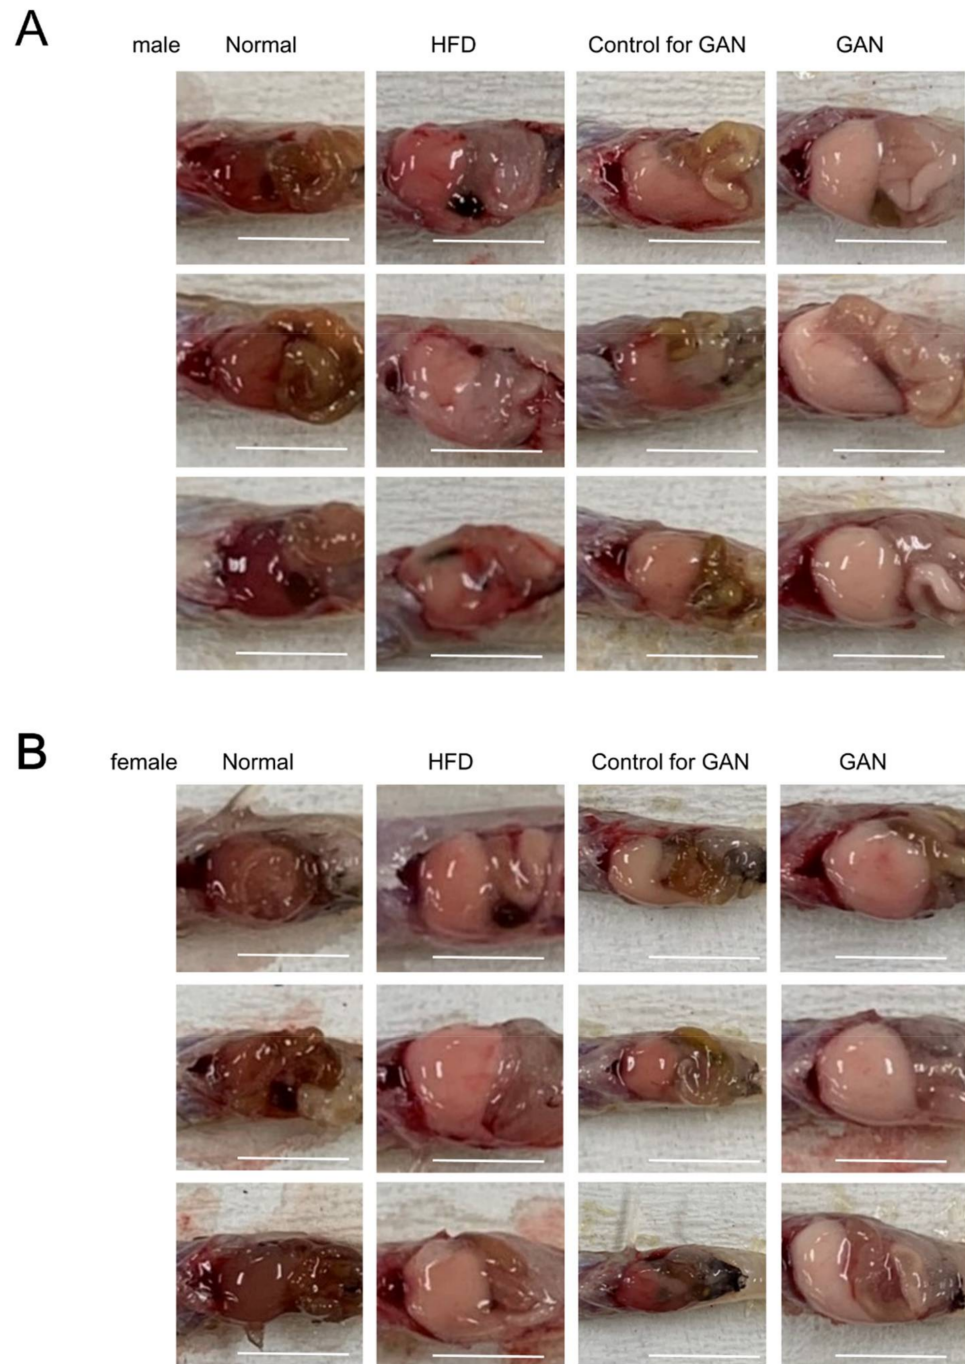 A
male Normal HFD Control for GAN GAN
B
female Normal HFD Control for GAN GAN